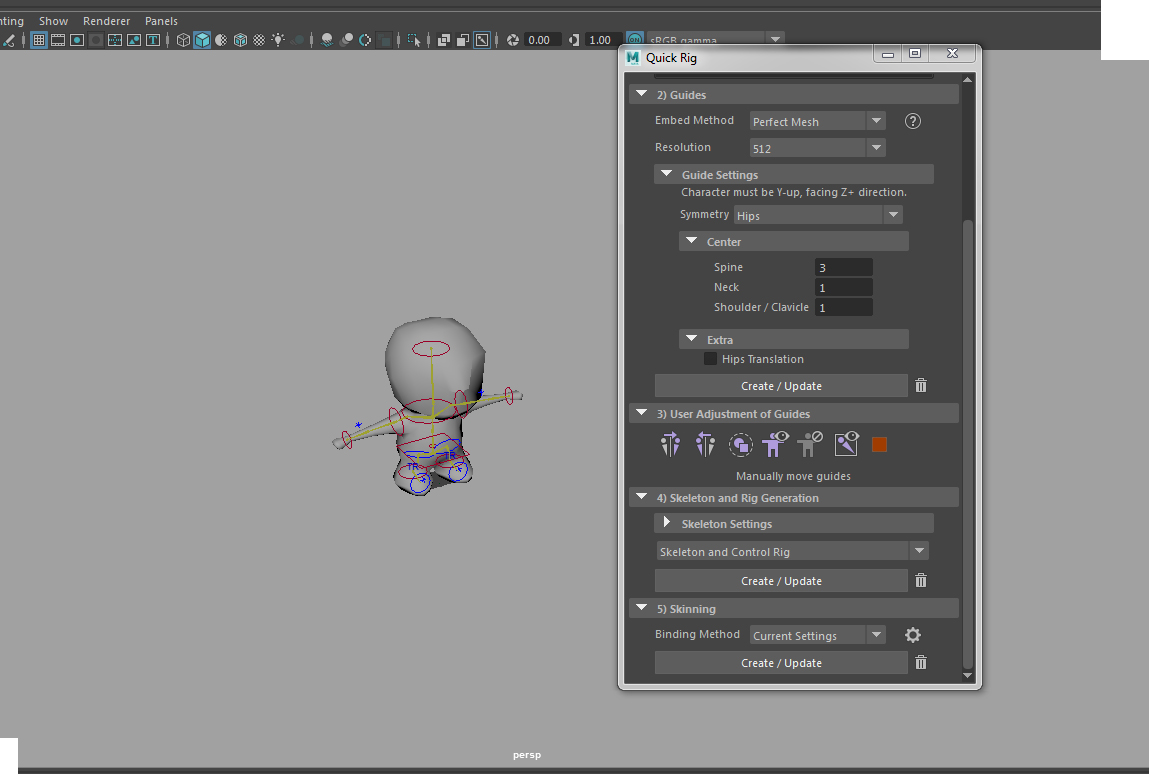 nting Show Renderer Panels
0.00 1.00 ON sRGB gamma
Quick Rig
2) Guides
Embed Method Perfect Mesh ?
Resolution 512
Guide Settings
Character must be Y-up, facing Z+ direction.
Symmetry Hips
Center
Spine 3
Neck 1
Shoulder / Clavicle 1
Extra
Hips Translation
Create / Update
3) User Adjustment of Guides
Manually move guides
4) Skeleton and Rig Generation
Skeleton Settings
Skeleton and Control Rig
Create / Update
5) Skinning
Binding Method Current Settings
Create / Update
TR
TR
persp